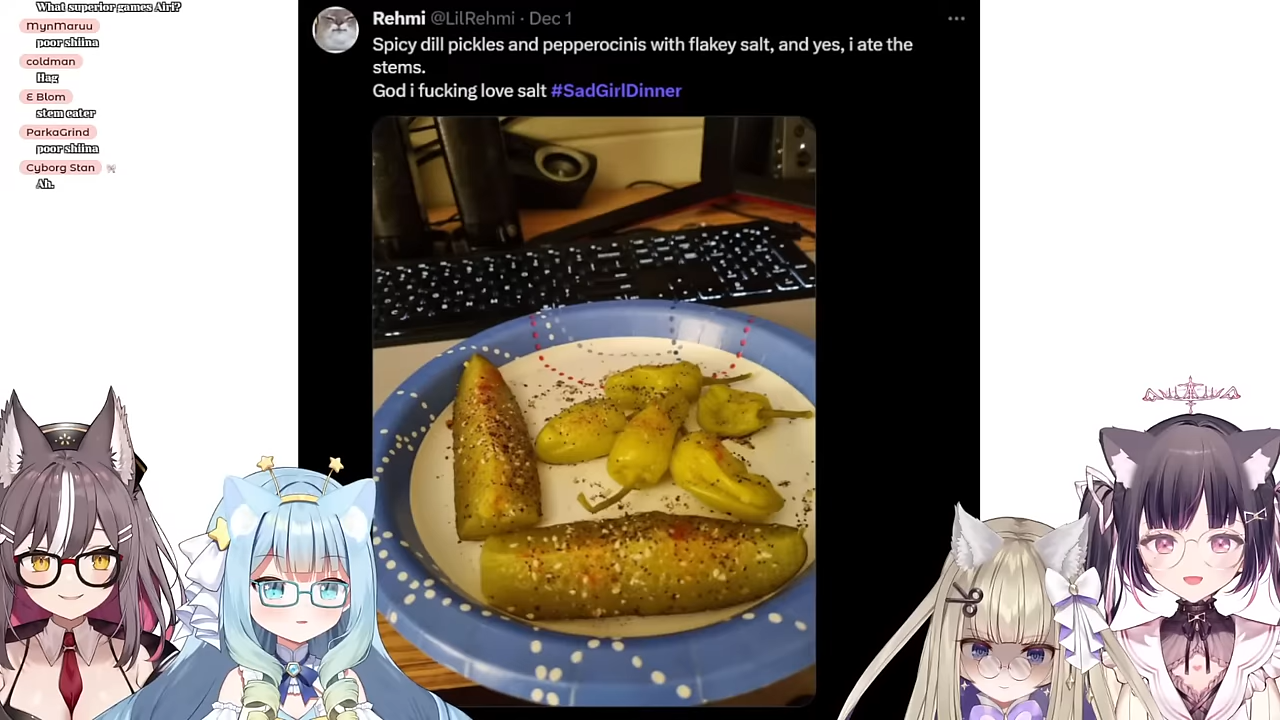 What superior games Airi?
MynMaruu
poor shiina
coldman
Hag
E Blom
stem eater
ParkaGrind
poor shiina
Cyborg Stan
Ah.
Rehmi @LilRehmi · Dec 1
Spicy dill pickles and pepperocinis with flakey salt, and yes, i ate the
stems.
God i fucking love salt #SadGirlDinner